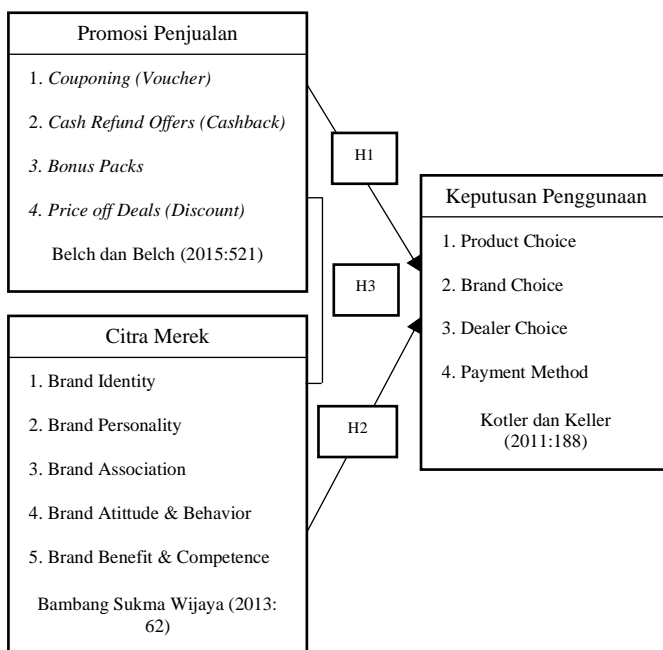 Promosi Penjualan
1. Couponing (Voucher)
2. Cash Refund Offers (Cashback)
3. Bonus Packs
4. Price off Deals (Discount)
Belch dan Belch (2015:521)
H1
H3
H2
Citra Merek
1. Brand Identity
2. Brand Personality
3. Brand Association
4. Brand Atittude & Behavior
5. Brand Benefit & Competence
Bambang Sukma Wijaya (2013:
62)
Keputusan Penggunaan
1. Product Choice
2. Brand Choice
3. Dealer Choice
4. Payment Method
Kotler dan Keller
(2011:188)